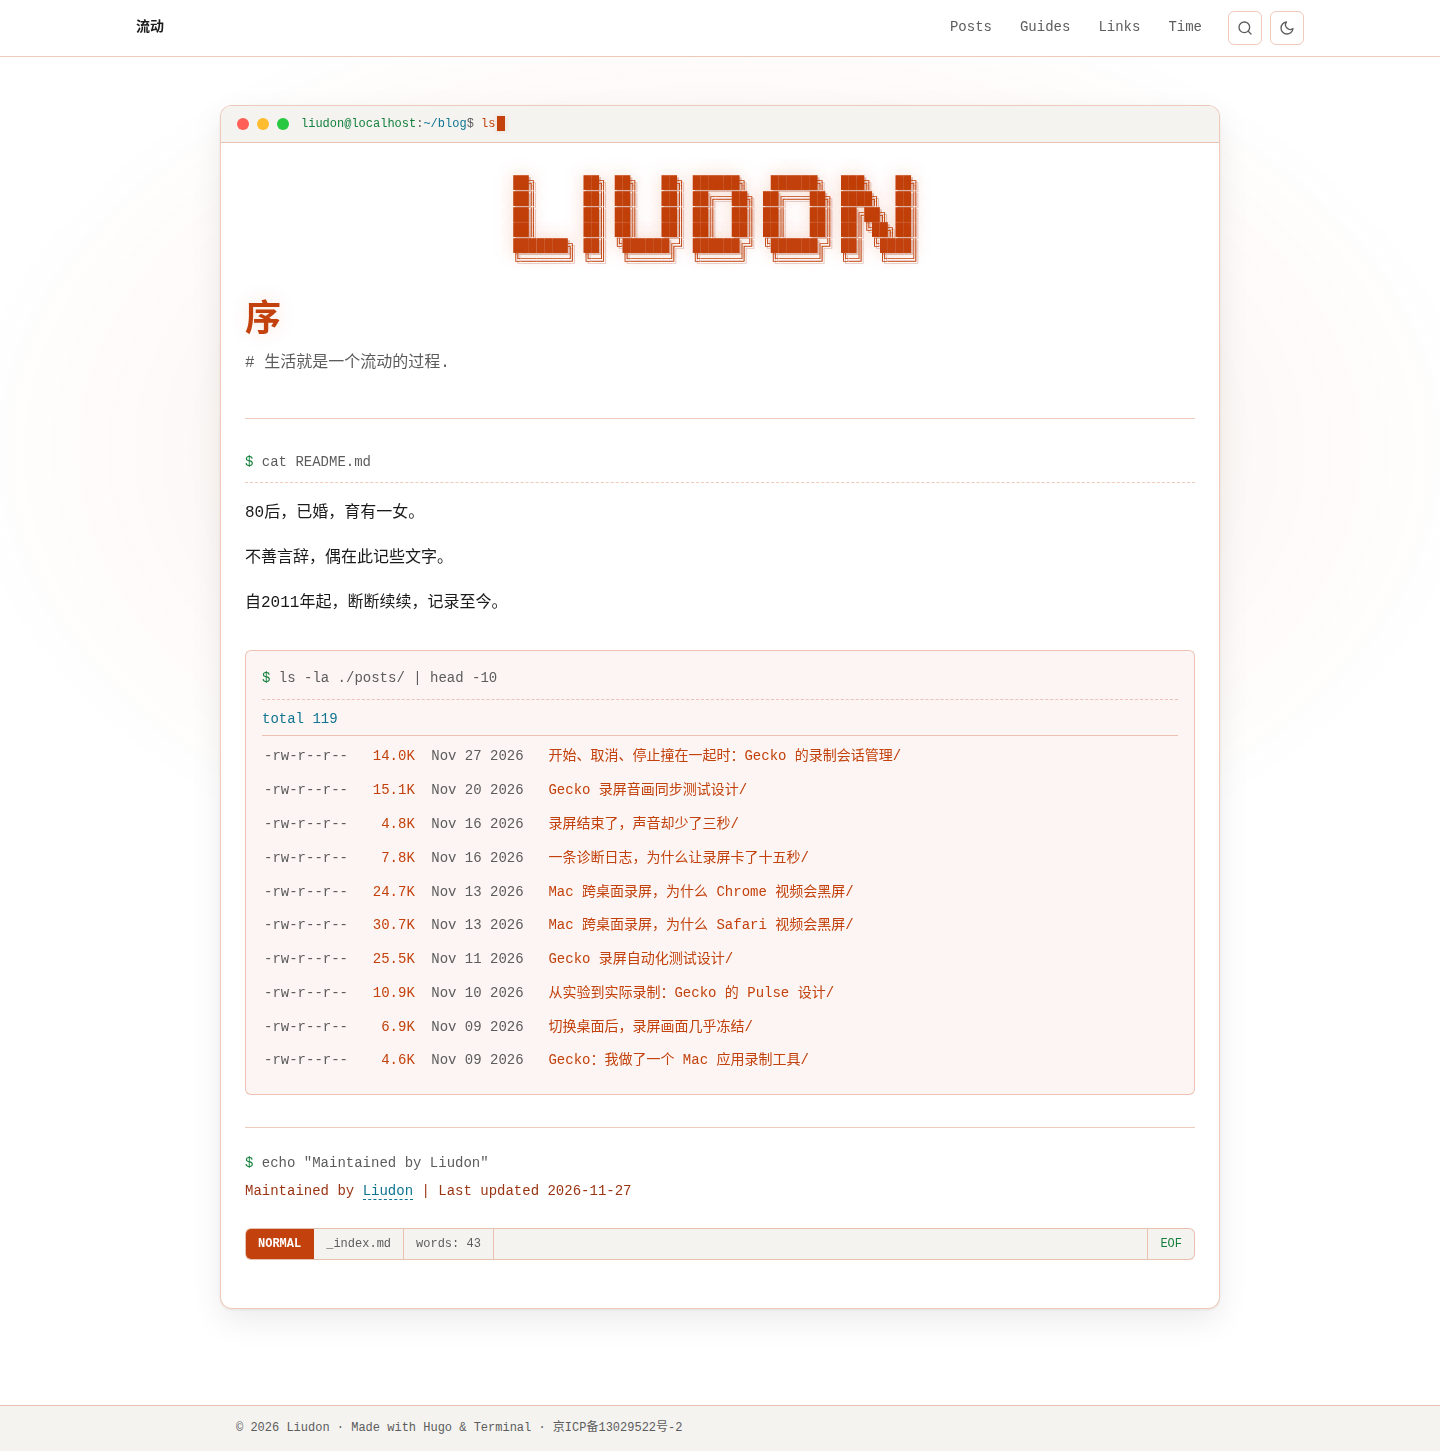 流动
Posts Guides Links Time
liudon@localhost:~/blog$ ls
LIUDON
序
# 生活就是一个流动的过程.
$ cat README.md
80后，已婚，育有一女。
不善言辞，偶在此记些文字。
自2011年起，断断续续，记录至今。
$ ls -la ./posts/ | head -10
total 119
-rw-r--r-- 14.0K Nov 27 2026 开始、取消、停止撞在一起时：Gecko 的录制会话管理/
-rw-r--r-- 15.1K Nov 20 2026 Gecko 录屏音画同步测试设计/
-rw-r--r-- 4.8K Nov 16 2026 录屏结束了，声音却少了三秒/
-rw-r--r-- 7.8K Nov 16 2026 一条诊断日志，为什么让录屏卡了十五秒/
-rw-r--r-- 24.7K Nov 13 2026 Mac 跨桌面录屏，为什么 Chrome 视频会黑屏/
-rw-r--r-- 30.7K Nov 13 2026 Mac 跨桌面录屏，为什么 Safari 视频会黑屏/
-rw-r--r-- 25.5K Nov 11 2026 Gecko 录屏自动化测试设计/
-rw-r--r-- 10.9K Nov 10 2026 从实验到实际录制：Gecko 的 Pulse 设计/
-rw-r--r-- 6.9K Nov 09 2026 切换桌面后，录屏画面几乎冻结/
-rw-r--r-- 4.6K Nov 09 2026 Gecko：我做了一个 Mac 应用录制工具/
$ echo "Maintained by Liudon"
Maintained by Liudon | Last updated 2026-11-27
NORMAL _index.md words: 43 EOF
© 2026 Liudon · Made with Hugo & Terminal · 京ICP备13029522号-2